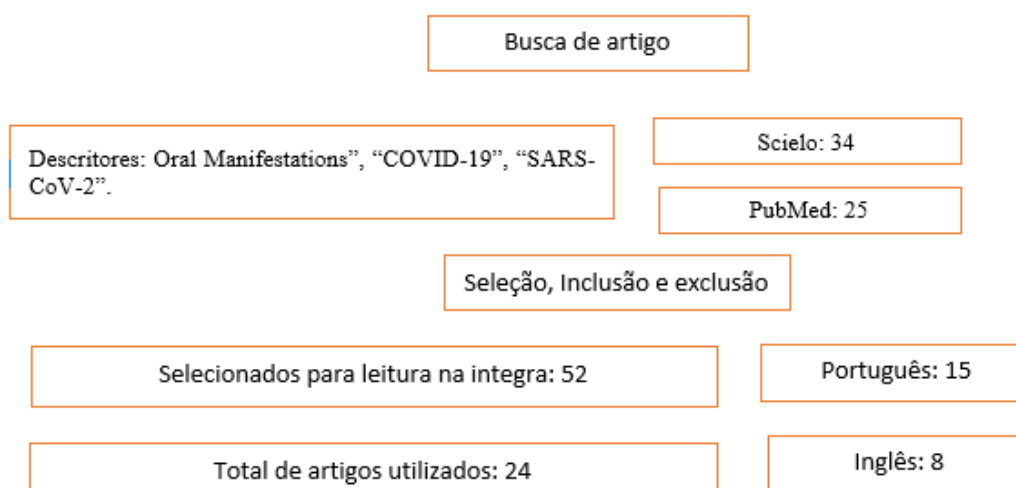 Busca de artigo
Descritores: Oral Manifestations”, “COVID-19”, “SARS-
CoV-2”.
Scielo: 34
PubMed: 25
Seleção, Inclusão e exclusão
Selecionados para leitura na integra: 52
Português: 15
Total de artigos utilizados: 24
Inglês: 8